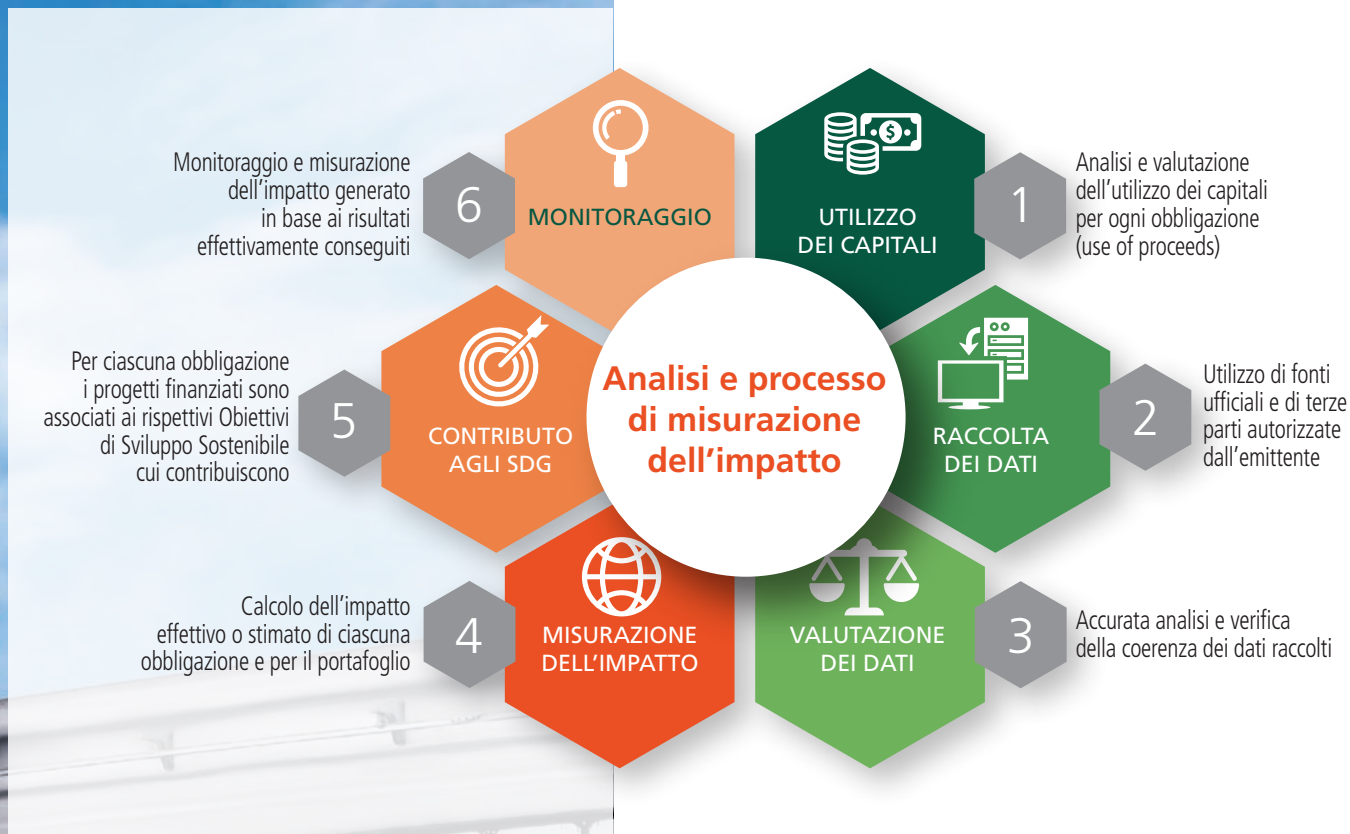 Analisi e processo
di misurazione
dell’impatto
1
UTILIZZO
DEI CAPITALI
Analisi e valutazione
dell’utilizzo dei capitali
per ogni obbligazione
(use of proceeds)
2
RACCOLTA
DEI DATI
Utilizzo di fonti
ufficiali e di terze
parti autorizzate
dall’emittente
3
VALUTAZIONE
DEI DATI
Accurata analisi e verifica
della coerenza dei dati raccolti
4
MISURAZIONE
DELL’IMPATTO
Calcolo dell’impatto
effettivo o stimato di ciascuna
obbligazione e per il portafoglio
5
CONTRIBUTO
AGLI SDG
Per ciascuna obbligazione
i progetti finanziati sono
associati ai rispettivi Obiettivi
di Sviluppo Sostenibile
cui contribuiscono
6
MONITORAGGIO
Monitoraggio e misurazione
dell’impatto generato
in base ai risultati
effettivamente conseguiti